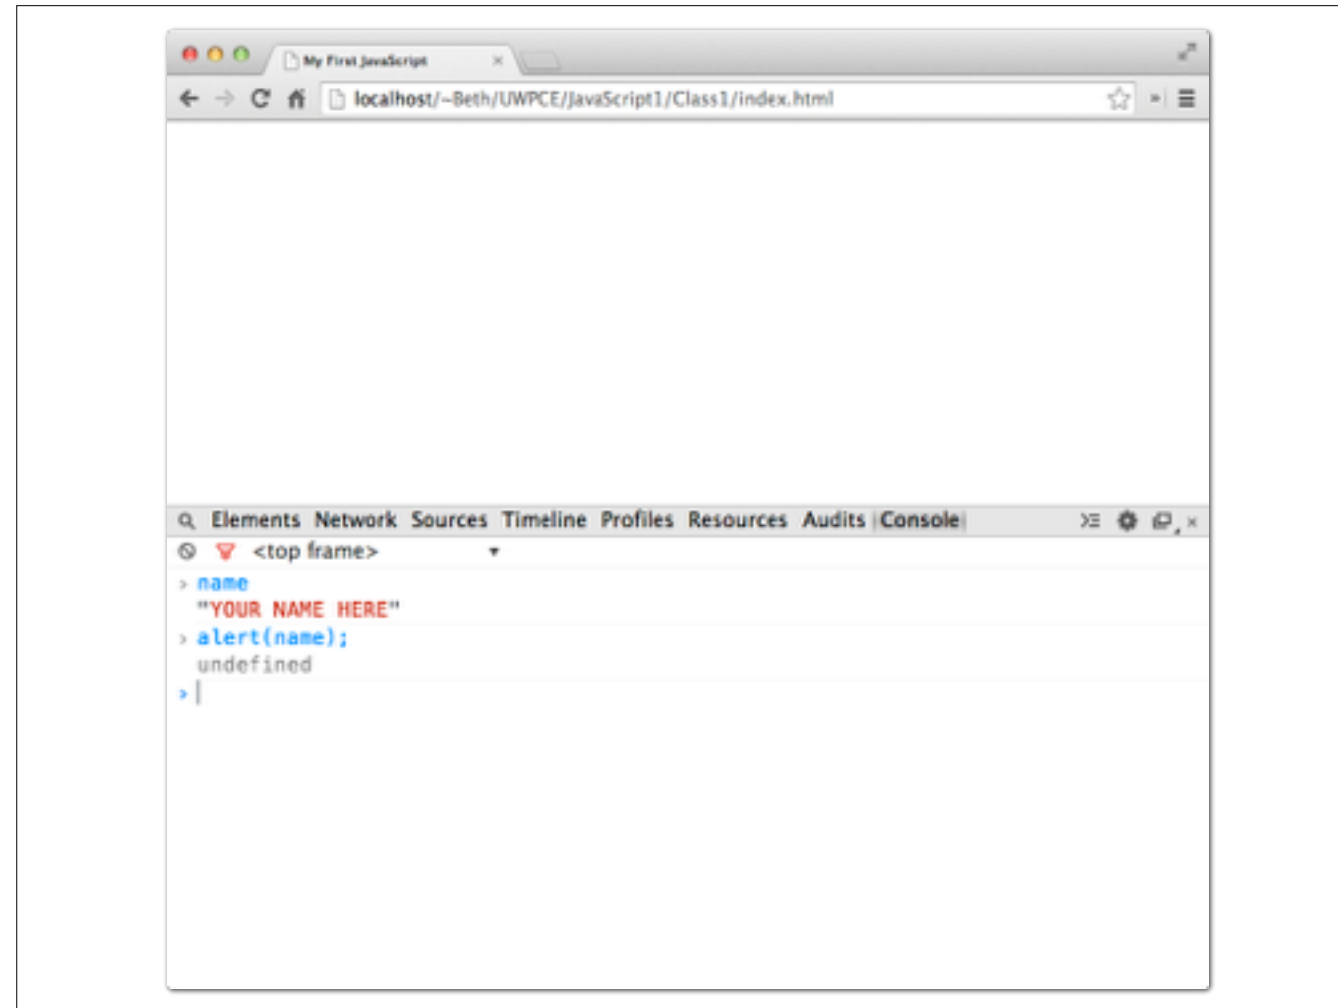 My First JavaScript
localhost/~Beth/UWPCE/JavaScript1/Class1/index.html
Elements Network Sources Timeline Profiles Resources Audits Console
<top frame>
> name
"YOUR NAME HERE"
> alert(name);
undefined
>